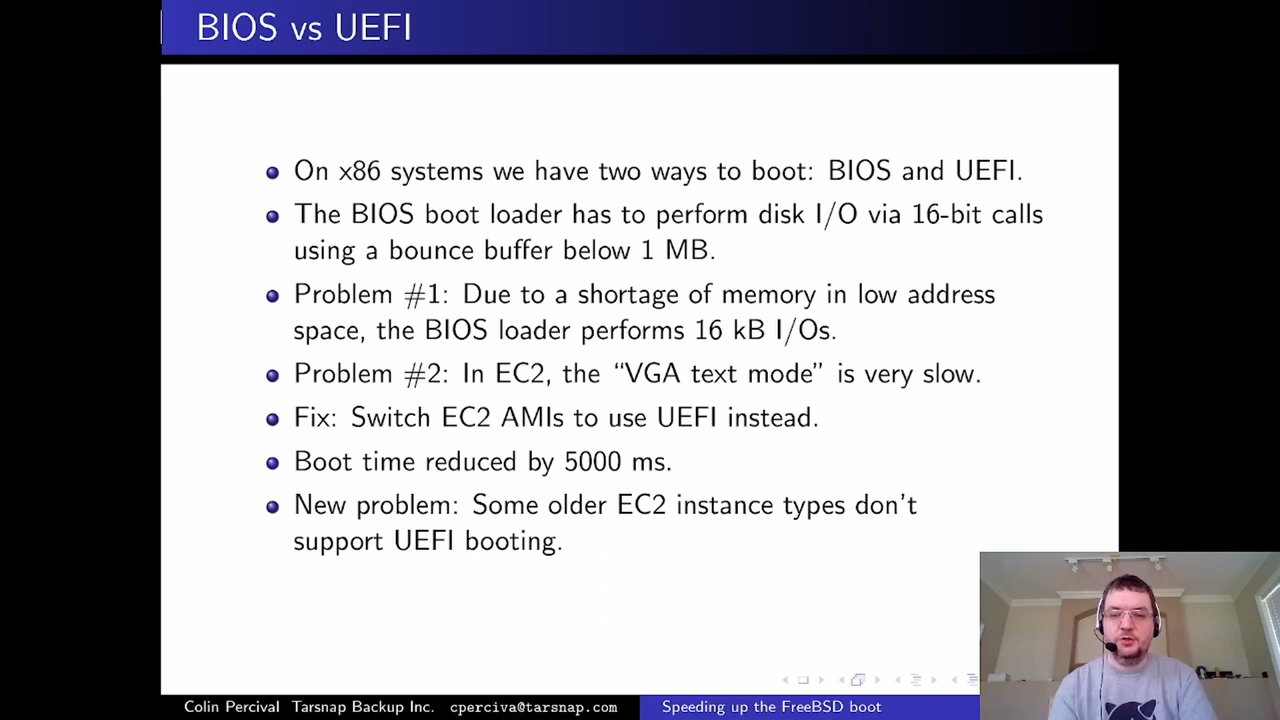 BIOS vs UEFI
On x86 systems we have two ways to boot: BIOS and UEFI.
The BIOS boot loader has to perform disk I/O via 16-bit calls
using a bounce buffer below 1 MB.
Problem #1: Due to a shortage of memory in low address
space, the BIOS loader performs 16 kB I/Os.
Problem #2: In EC2, the “VGA text mode” is very slow.
Fix: Switch EC2 AMIs to use UEFI instead.
Boot time reduced by 5000 ms.
New problem: Some older EC2 instance types don't
support UEFI booting.
Colin Percival Tarsnap Backup Inc. cperciva@tarsnap.com
Speeding up the FreeBSD boot